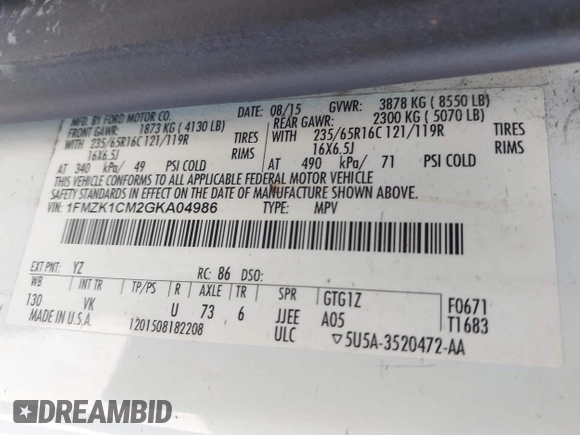 MFD. BY FORD MOTOR CO.
DATE: 08/15 GVWR: 3878 KG ( 8550 LB)
FRONT GAWR: 1873 KG ( 4130 LB)
REAR GAWR: 2300 KG ( 5070 LB)
WITH 235/65R16C 121/119R TIRES
WITH 235/65R16C 121/119R TIRES
16X6.5J RIMS
16X6.5J RIMS
AT 340 kPa/ 49 PSI COLD
AT 490 kPa/ 71 PSI COLD
THIS VEHICLE CONFORMS TO ALL APPLICABLE FEDERAL MOTOR VEHICLE
SAFETY STANDARDS IN EFFECT ON THE DATE OF MANUFACTURE SHOWN ABOVE.
VIN: 1FMZK1CM2GKA04986 TYPE: MPV
EXT PNT: YZ RC: 86 DSO:
WB INT TR TP/PS R AXLE TR SPR GTG1Z F0671
130 VK U 73 6 JJEE A05 T1683
MADE IN U.S.A. 1201508182208 ULC ▽5U5A-3520472-AA
DREAMBID